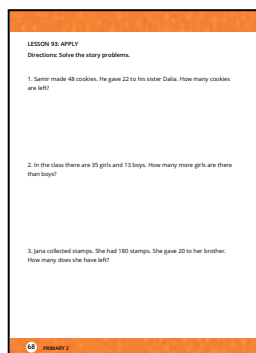 LESSON 93: APPLY
Directions: Solve the story problems.
1. Samir made 48 cookies. He gave 22 to his sister Dalia. How many cookies
are left?
2. In the class there are 35 girls and 13 boys. How many more girls are there
than boys?
3. Jana collected stamps. She had 180 stamps. She gave 20 to her brother.
How many does she have left?
68 PRIMARY 2